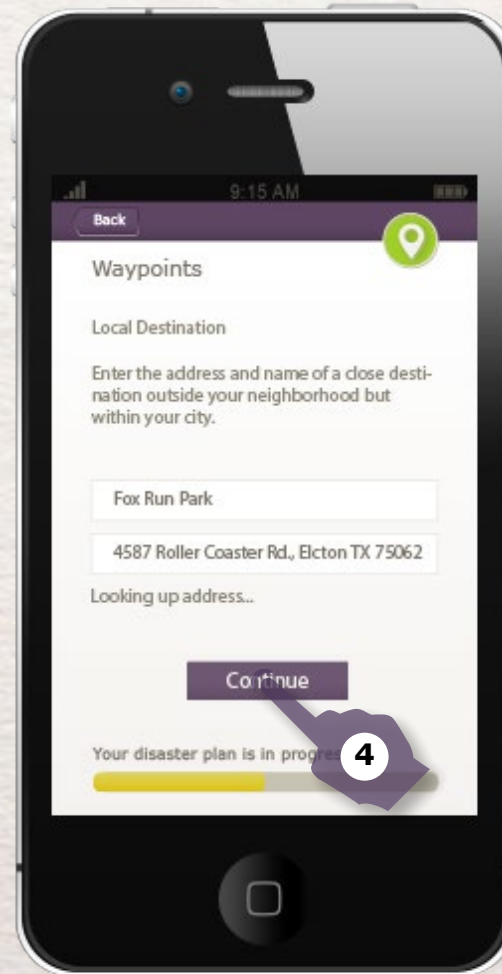 9:15 AM
Back
Waypoints
Local Destination
Enter the address and name of a close desti-
nation outside your neighborhood but
within your city.
Fox Run Park
4587 Roller Coaster Rd., Elcton TX 75062
Looking up address...
Continue
4
Your disaster plan is in progress